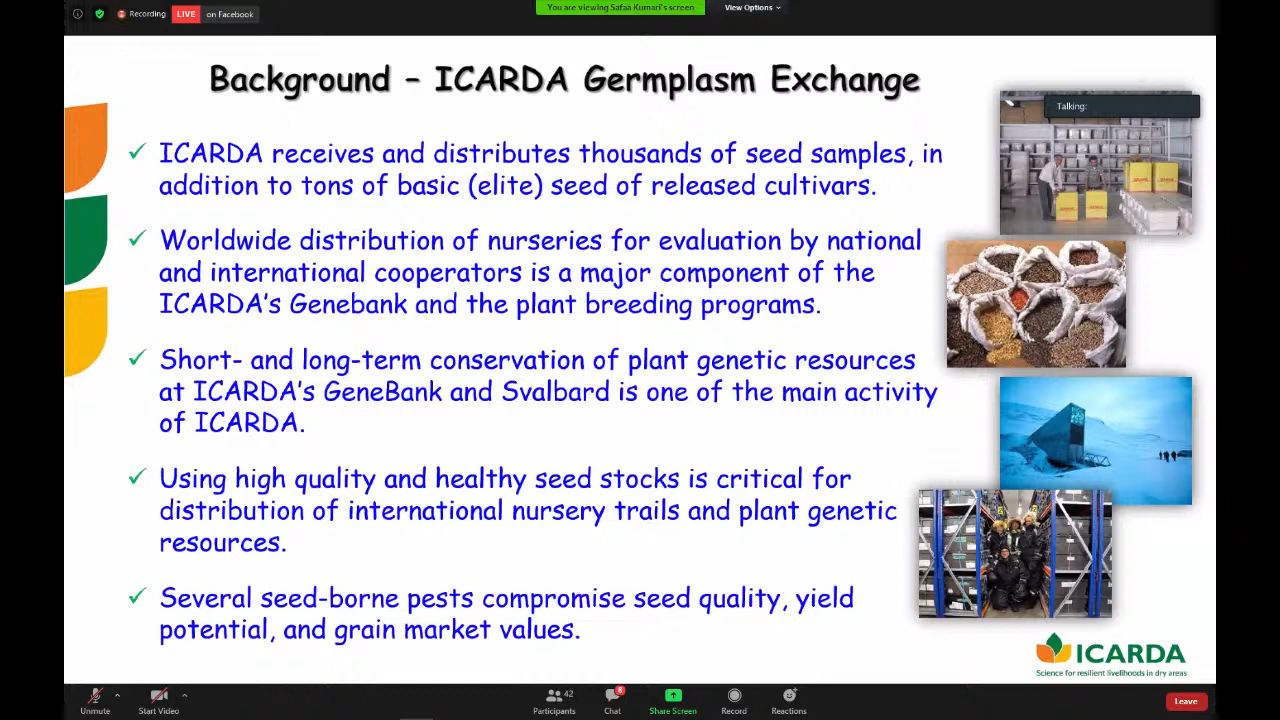 Recording
LIVE
on Facebook
You are viewing Safaa Kumari's screen
View Options
Background – ICARDA Germplasm Exchange
Talking:
✓ ICARDA receives and distributes thousands of seed samples, in
addition to tons of basic (elite) seed of released cultivars.
✓ Worldwide distribution of nurseries for evaluation by national
and international cooperators is a major component of the
ICARDA's Genebank and the plant breeding programs.
✓ Short- and long-term conservation of plant genetic resources
at ICARDA's GeneBank and Svalbard is one of the main activity
of ICARDA.
✓ Using high quality and healthy seed stocks is critical for
distribution of international nursery trails and plant genetic
resources.
✓ Several seed-borne pests compromise seed quality, yield
potential, and grain market values.
ICARDA
Science for resilient livelihoods in dry areas
Unmute
Start Video
42
Participants
8
Chat
Share Screen
Record
Reactions
Leave